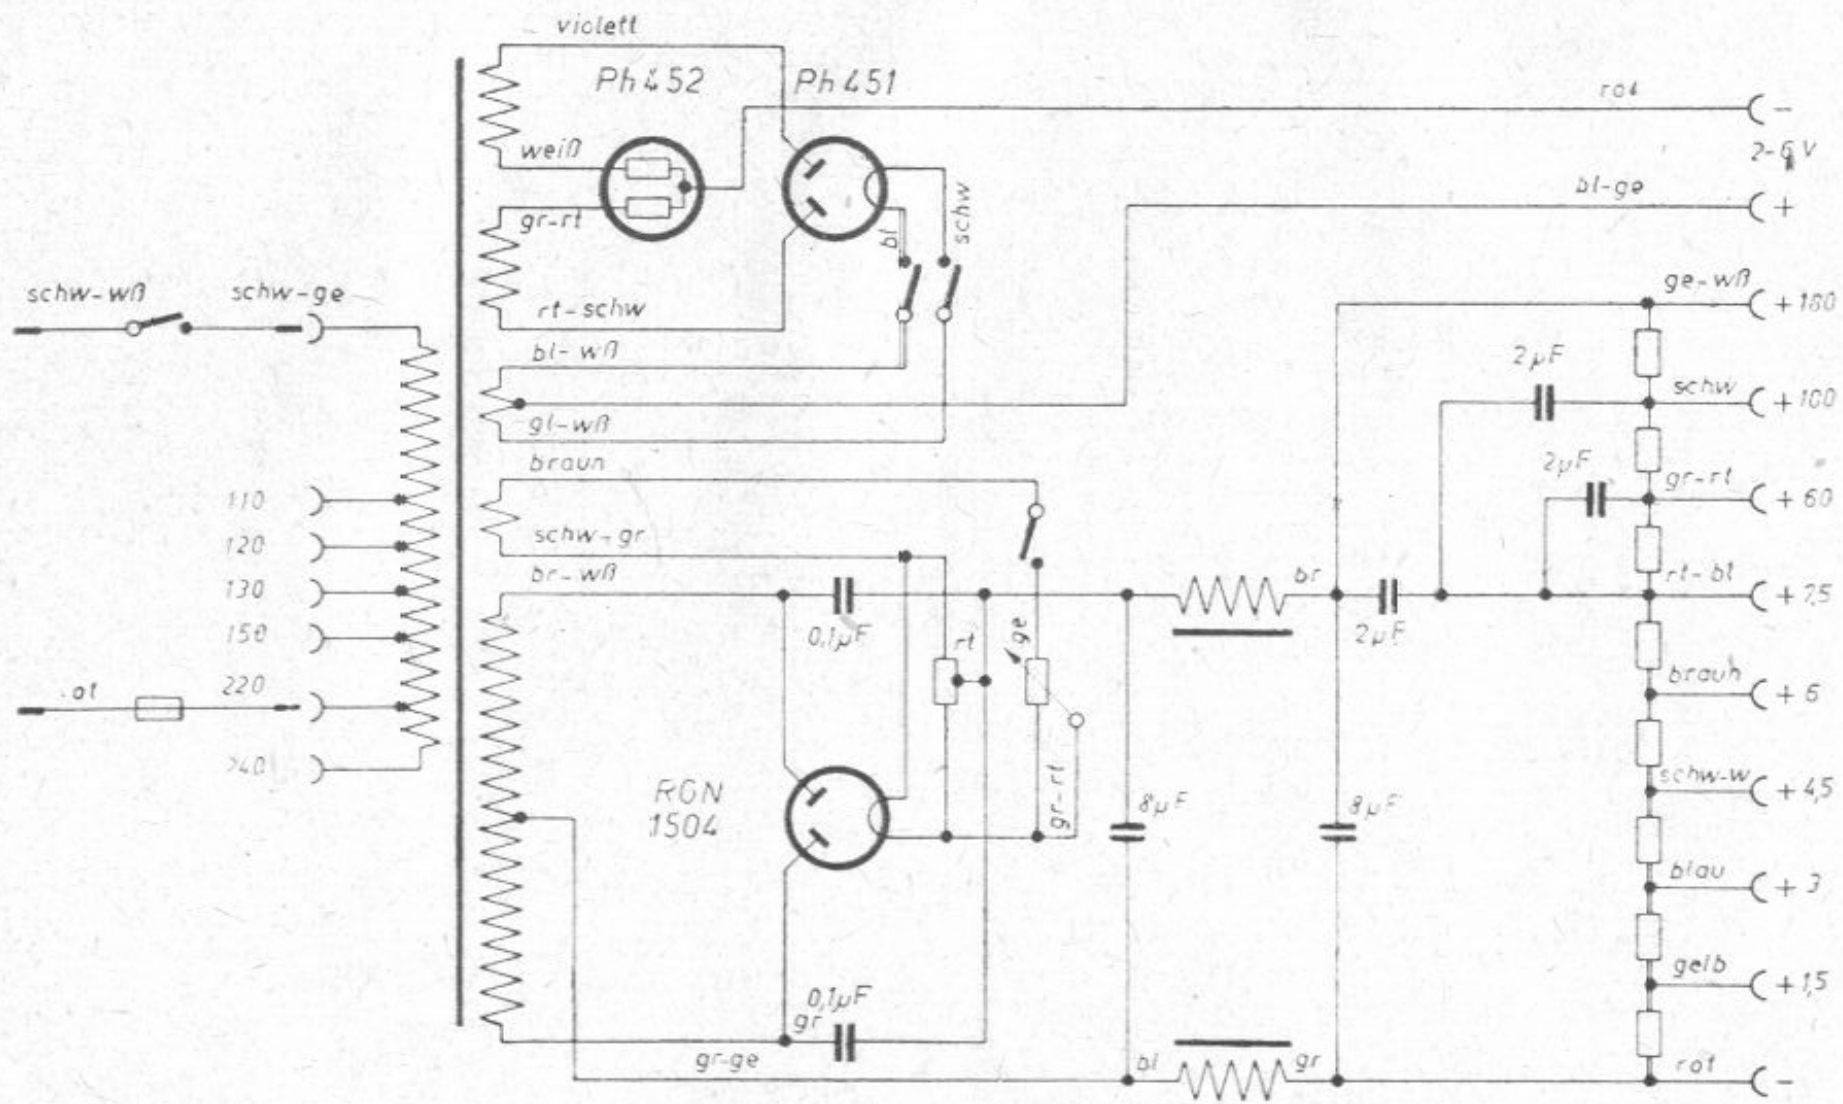 violett
Ph 452
Ph 451
rot
-
weiß
2-6 V
gr-rt
bl
schw
bl-ge
+
schw-wß
schw-ge
rt-schw
ge-wß
+ 180
bl-wß
2µF
schw
+ 100
gl-wß
braun
2µF
gr-rt
+ 60
110
schw-gr
120
br-wß
br
rt-bl
+ 7,5
130
0,1µF
rt
ge
2µF
150
220
brauh
+ 6
240
schw-w
+ 4,5
RGN
1504
gr-rt
8µF
8µF
blau
+ 3
gelb
+ 1,5
0,1µF
gr
gr-ge
bl
gr
rot
-